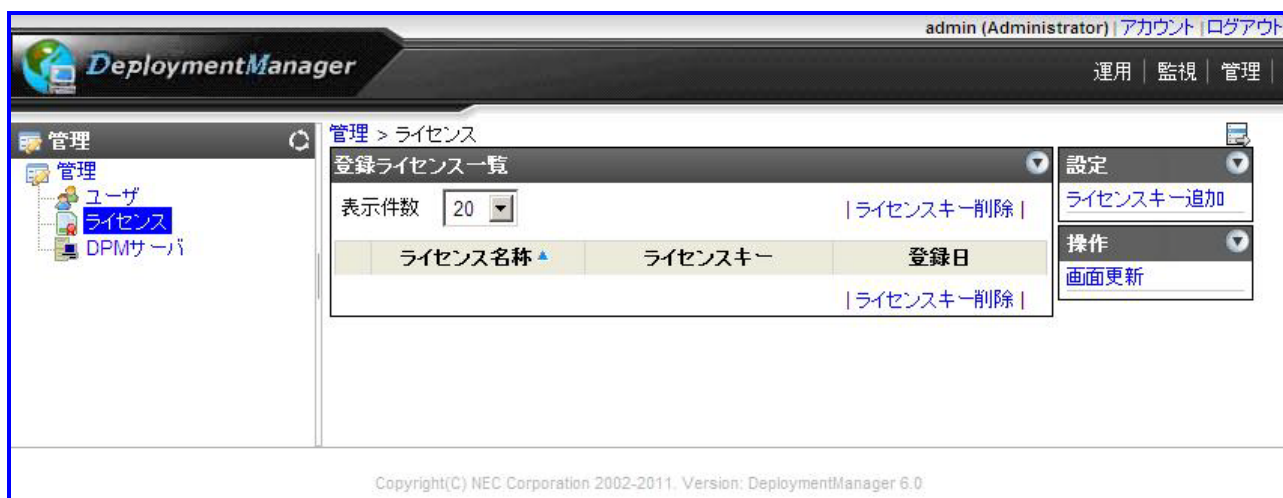 admin (Administrator) | アカウント | ログアウト
DeploymentManager
運用 | 監視 | 管理 |
管理
管理
ユーザ
ライセンス
DPMサーバ
管理 > ライセンス
登録ライセンス一覧
表示件数 20 | ライセンスキー削除 |
ライセンス名称▲ ライセンスキー 登録日
| ライセンスキー削除 |
設定
ライセンスキー追加
操作
画面更新
Copyright(C) NEC Corporation 2002-2011. Version: DeploymentManager 6.0